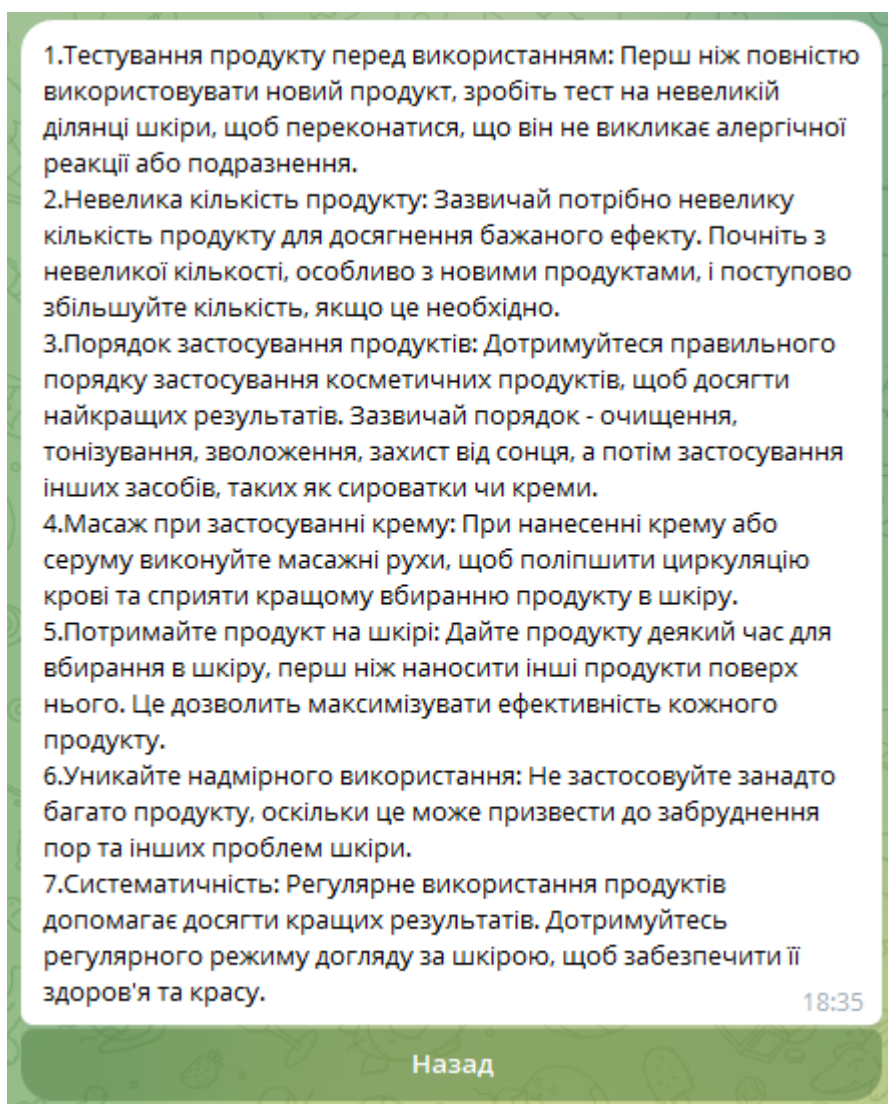 1.Тестування продукту перед використанням: Перш ніж повністю
використовувати новий продукт, зробіть тест на невеликій
ділянці шкіри, щоб переконатися, що він не викликає алергічної
реакції або подразнення.
2.Невелика кількість продукту: Зазвичай потрібно невелику
кількість продукту для досягнення бажаного ефекту. Почніть з
невеликої кількості, особливо з новими продуктами, і поступово
збільшуйте кількість, якщо це необхідно.
3.Порядок застосування продуктів: Дотримуйтеся правильного
порядку застосування косметичних продуктів, щоб досягти
найкращих результатів. Зазвичай порядок - очищення,
тонізування, зволоження, захист від сонця, а потім застосування
інших засобів, таких як сироватки чи креми.
4.Масаж при застосуванні крему: При нанесенні крему або
серуму виконуйте масажні рухи, щоб поліпшити циркуляцію
крові та сприяти кращому вбиранню продукту в шкіру.
5.Потримайте продукт на шкірі: Дайте продукту деякий час для
вбирання в шкіру, перш ніж наносити інші продукти поверх
нього. Це дозволить максимізувати ефективність кожного
продукту.
6.Уникайте надмірного використання: Не застосовуйте занадто
багато продукту, оскільки це може призвести до забруднення
пор та інших проблем шкіри.
7.Систематичність: Регулярне використання продуктів
допомагає досягти кращих результатів. Дотримуйтесь
регулярного режиму догляду за шкірою, щоб забезпечити її
здоров'я та красу.
18:35
Назад